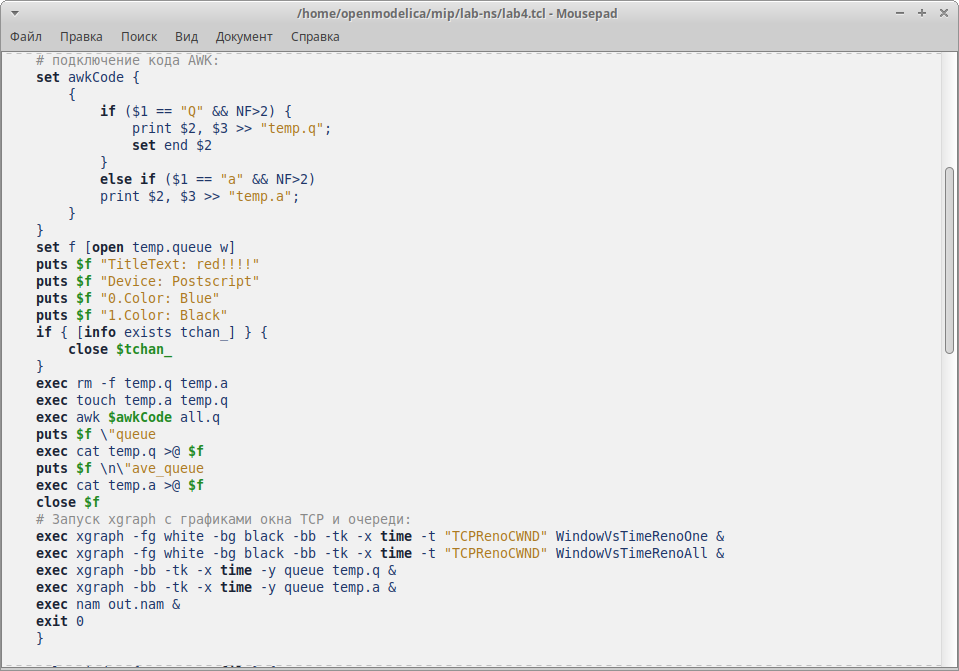 /home/openmodelica/mip/lab-ns/lab4.tcl - Mousepad
Файл Правка Поиск Вид Документ Справка
# подключение кода AWK:
set awkCode {
    {
        if ($1 == "Q" && NF>2) {
            print $2, $3 >> "temp.q";
            set end $2
        }
        else if ($1 == "a" && NF>2)
        print $2, $3 >> "temp.a";
    }
}
set f [open temp.queue w]
puts $f "TitleText: red!!!!"
puts $f "Device: Postscript"
puts $f "0.Color: Blue"
puts $f "1.Color: Black"
if { [info exists tchan_] } {
    close $tchan_
}
exec rm -f temp.q temp.a
exec touch temp.a temp.q
exec awk $awkCode all.q
puts $f \"queue
exec cat temp.q >@ $f
puts $f \n\"ave_queue
exec cat temp.a >@ $f
close $f
# Запуск xgraph с графиками окна TCP и очереди:
exec xgraph -fg white -bg black -bb -tk -x time -t "TCPRenoCWND" WindowVsTimeRenoOne &
exec xgraph -fg white -bg black -bb -tk -x time -t "TCPRenoCWND" WindowVsTimeRenoAll &
exec xgraph -bb -tk -x time -y queue temp.q &
exec xgraph -bb -tk -x time -y queue temp.a &
exec nam out.nam &
exit 0
}